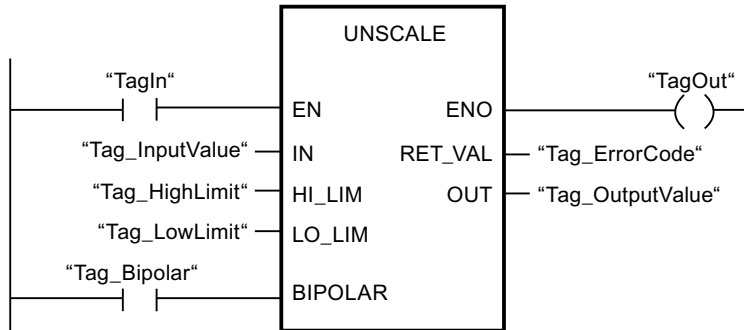 UNSCALE
“TagIn“
“TagOut“
EN
ENO
“Tag_InputValue“
IN
RET_VAL
“Tag_ErrorCode“
“Tag_HighLimit“
HI_LIM
OUT
“Tag_OutputValue“
“Tag_LowLimit“
LO_LIM
“Tag_Bipolar“
BIPOLAR